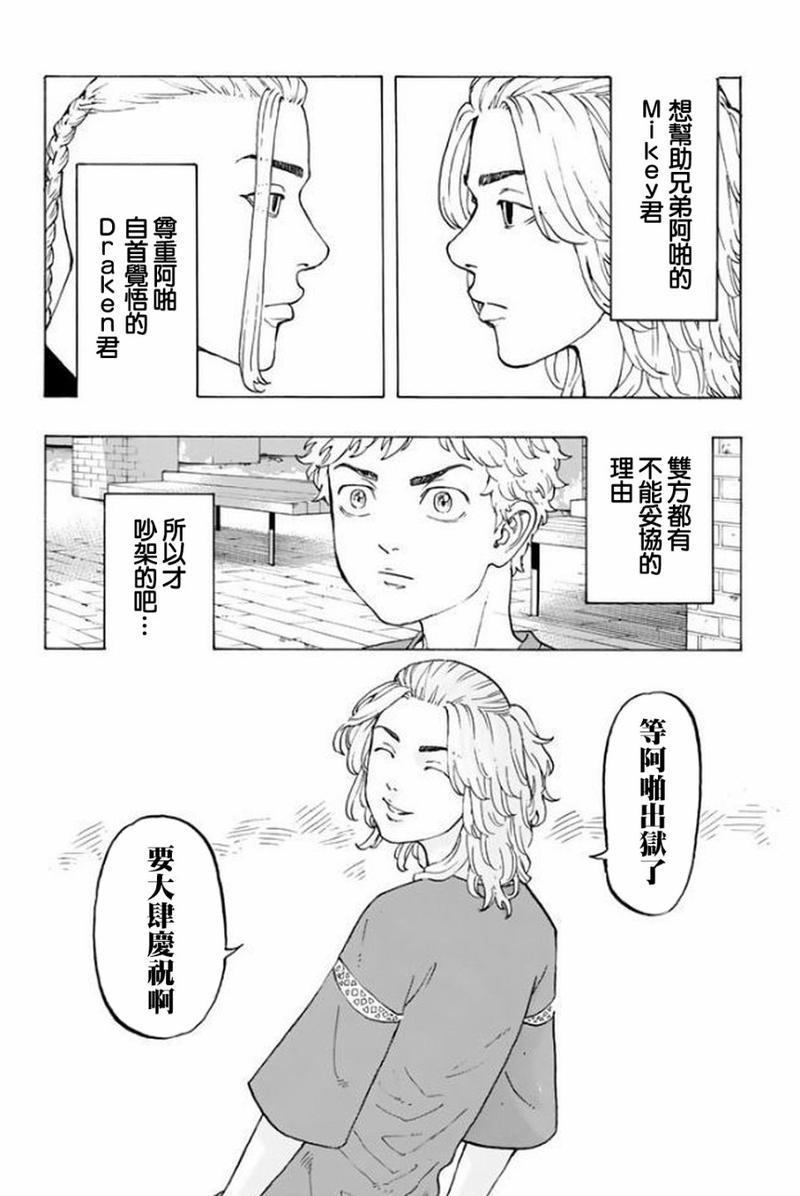 想幫助兄弟阿啪的
Mikey君
尊重阿啪
自首覺悟的
Draken君
雙方都有
不能妥協的
理由
所以才
吵架的吧…
等阿啪出獄了
要大肆慶祝啊